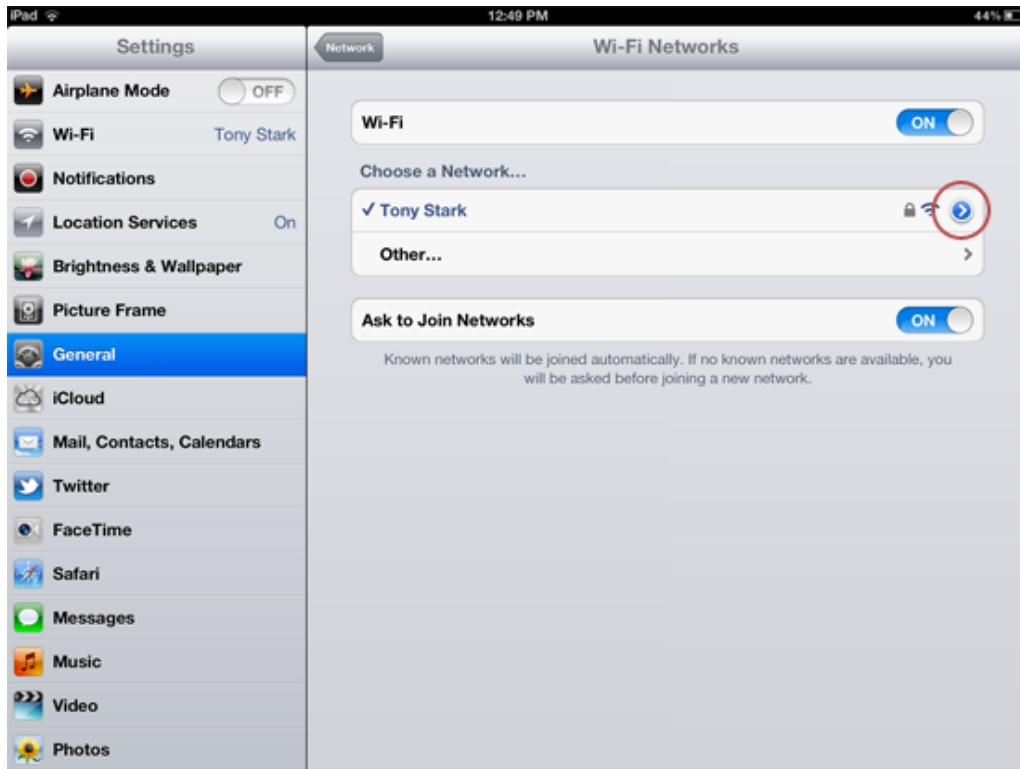 iPad 12:49 PM 44%
Settings
Airplane Mode OFF
Wi-Fi Tony Stark
Notifications
Location Services On
Brightness & Wallpaper
Picture Frame
General
iCloud
Mail, Contacts, Calendars
Twitter
FaceTime
Safari
Messages
Music
Video
Photos
Network Wi-Fi Networks
Wi-Fi ON
Choose a Network...
✓ Tony Stark
Other...
Ask to Join Networks ON
Known networks will be joined automatically. If no known networks are available, you
will be asked before joining a new network.